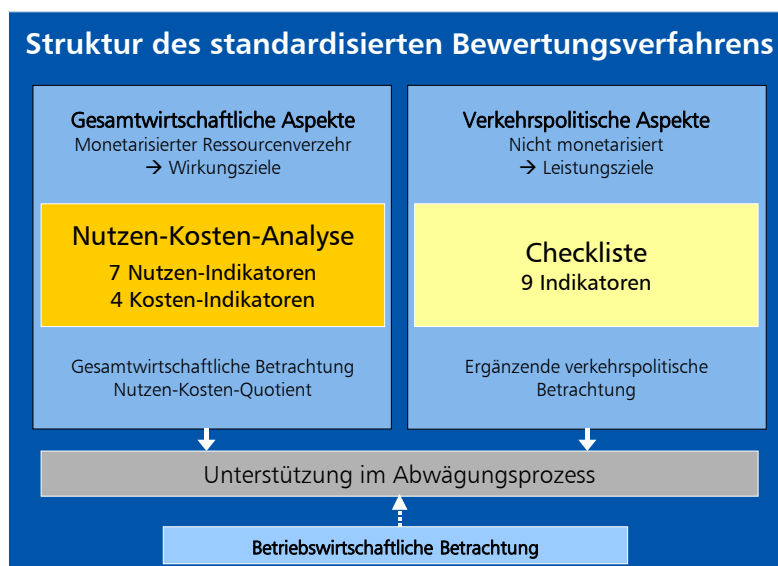 Struktur des standardisierten Bewertungsverfahrens
Gesamtwirtschaftliche Aspekte
Monetarisierter Ressourcenverzehr
→ Wirkungsziele
Nutzen-Kosten-Analyse
7 Nutzen-Indikatoren
4 Kosten-Indikatoren
Gesamtwirtschaftliche Betrachtung
Nutzen-Kosten-Quotient
Verkehrspolitische Aspekte
Nicht monetarisiert
→ Leistungsziele
Checkliste
9 Indikatoren
Ergänzende verkehrspolitische
Betrachtung
Unterstützung im Abwägungsprozess
Betriebswirtschaftliche Betrachtung